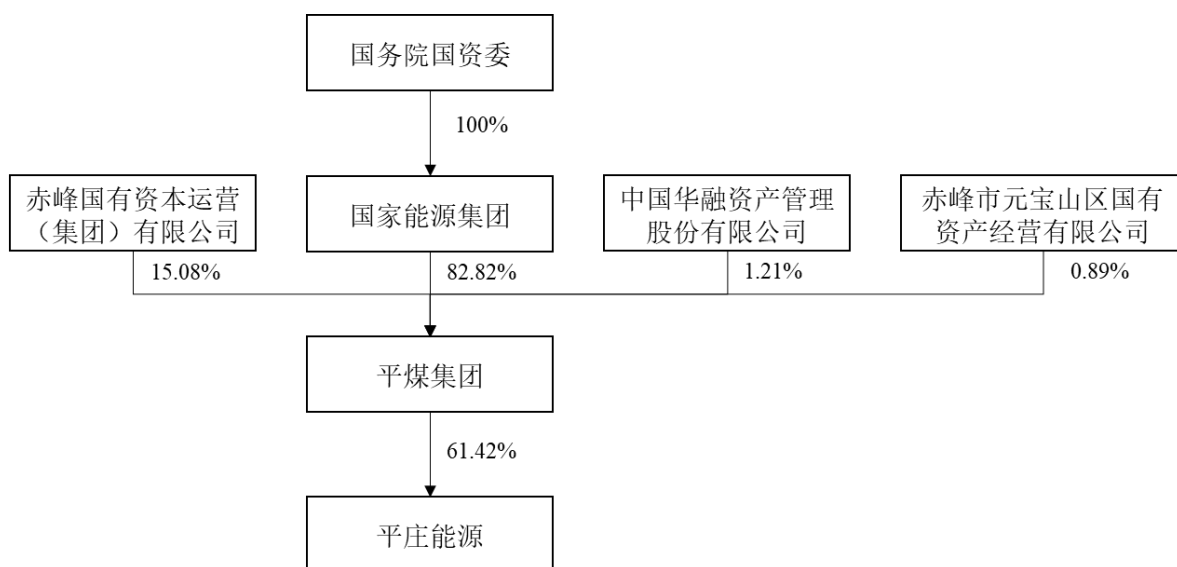 国务院国资委
100%
赤峰国有资本运营
（集团）有限公司
国家能源集团
中国华融资产管理
股份有限公司
赤峰市元宝山区国有
资产经营有限公司
15.08%
82.82%
1.21%
0.89%
平煤集团
61.42%
平庄能源